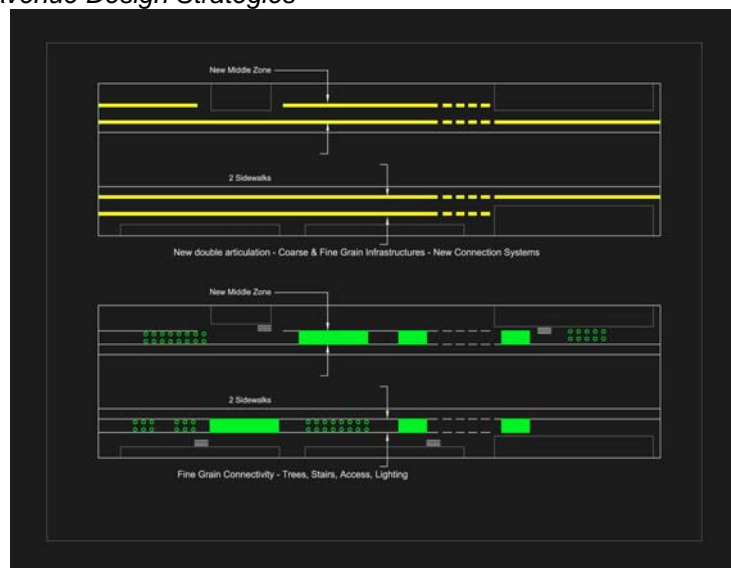 Avenue Design Strategies
New Middle Zone
2 Sidewalks
New double articulation - Coarse & Fine Grain Infrastructures - New Connection Systems
New Middle Zone
2 Sidewalks
Fine Grain Connectivity - Trees, Stairs, Access, Lighting